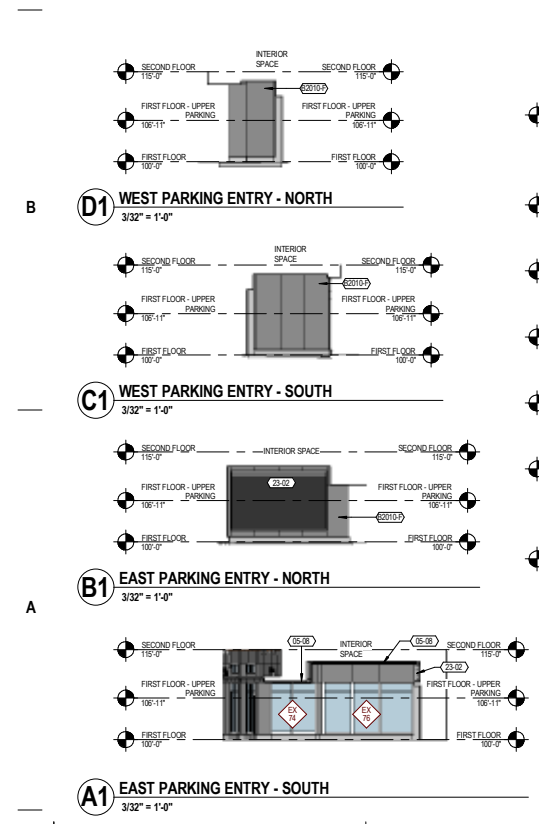 INTERIOR
SPACE
SECOND FLOOR
115'-0"
SECOND FLOOR
115'-0"
B2010-F
FIRST FLOOR - UPPER
PARKING
106'-11"
FIRST FLOOR - UPPER
PARKING
106'-11"
FIRST FLOOR
100'-0"
FIRST FLOOR
100'-0"
B
D1
WEST PARKING ENTRY - NORTH
3/32" = 1'-0"
INTERIOR
SPACE
SECOND FLOOR
115'-0"
SECOND FLOOR
115'-0"
B2010-F
FIRST FLOOR - UPPER
PARKING
106'-11"
FIRST FLOOR - UPPER
PARKING
106'-11"
FIRST FLOOR
100'-0"
FIRST FLOOR
100'-0"
C1
WEST PARKING ENTRY - SOUTH
3/32" = 1'-0"
SECOND FLOOR
115'-0"
INTERIOR SPACE
SECOND FLOOR
115'-0"
23-02
FIRST FLOOR - UPPER
PARKING
106'-11"
FIRST FLOOR - UPPER
PARKING
106'-11"
B2010-F
FIRST FLOOR
100'-0"
FIRST FLOOR
100'-0"
B1
EAST PARKING ENTRY - NORTH
3/32" = 1'-0"
A
05-08
INTERIOR
SPACE
05-08
SECOND FLOOR
115'-0"
SECOND FLOOR
115'-0"
23-02
FIRST FLOOR - UPPER
PARKING
106'-11"
FIRST FLOOR - UPPER
PARKING
106'-11"
EX
74
EX
76
FIRST FLOOR
100'-0"
FIRST FLOOR
100'-0"
A1
EAST PARKING ENTRY - SOUTH
3/32" = 1'-0"